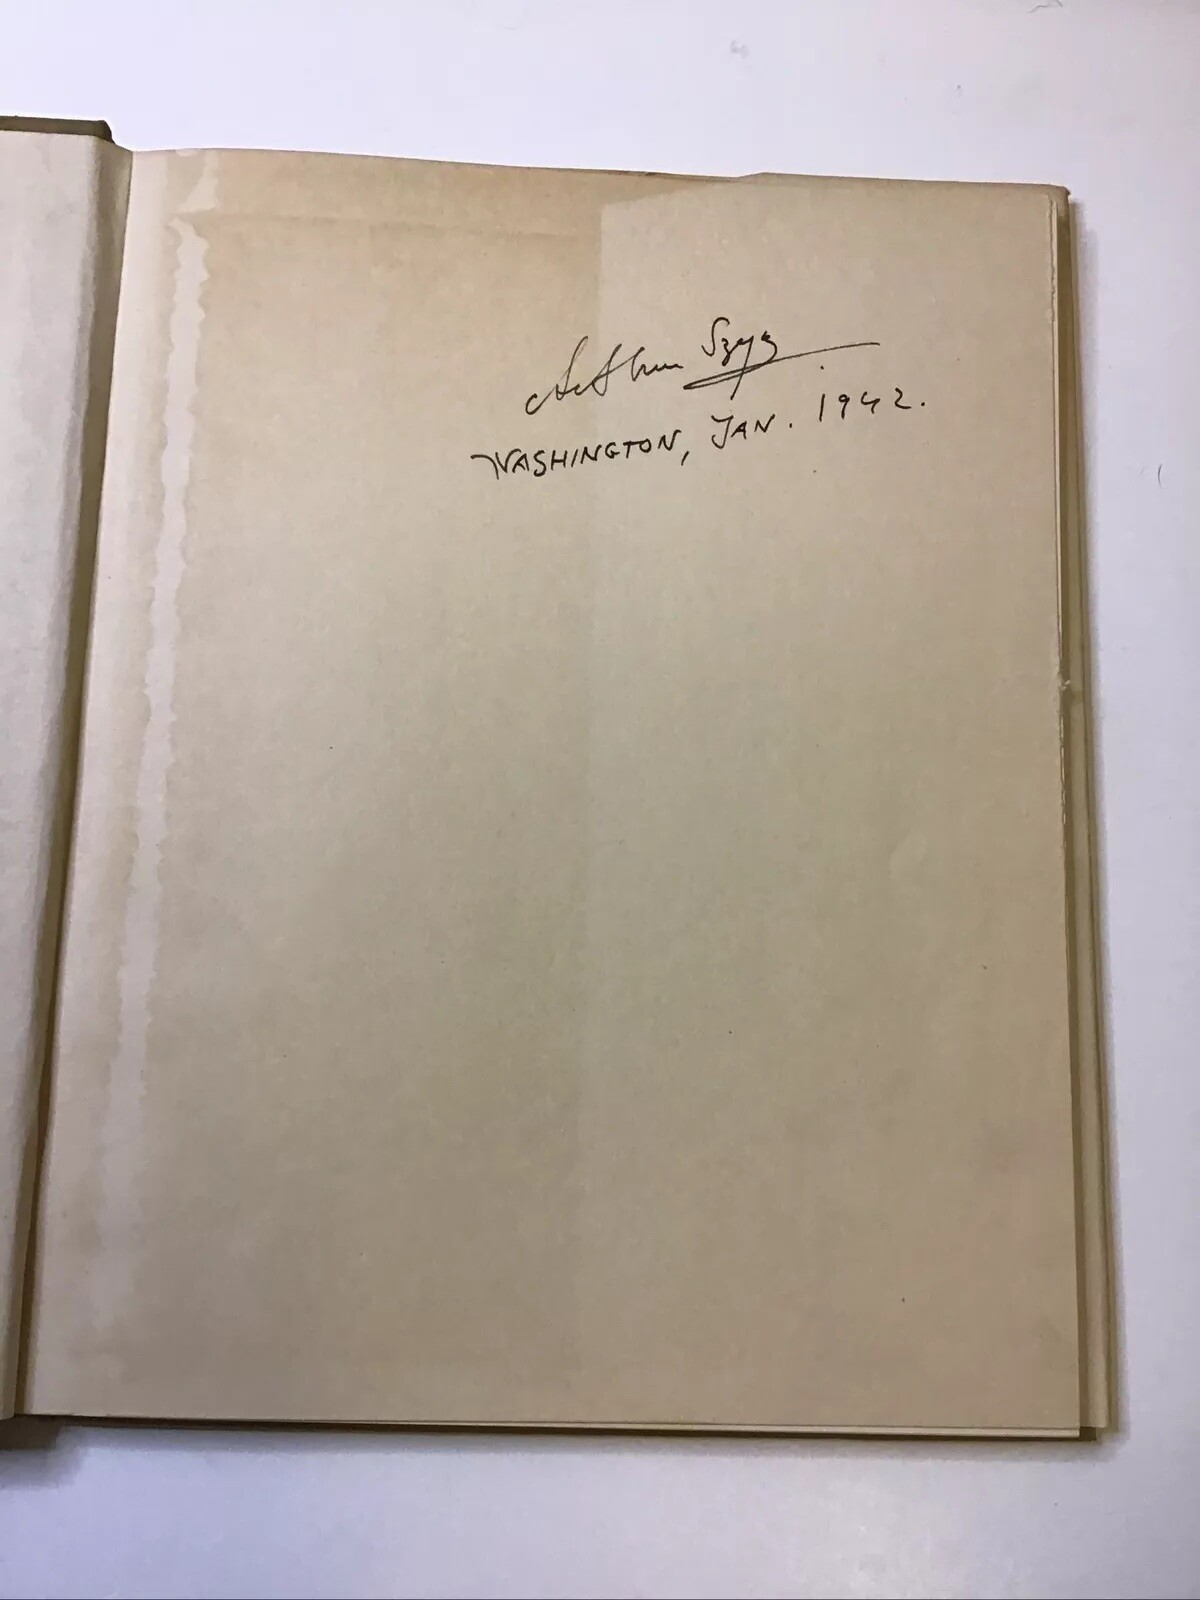 Arthur Szyk
WASHINGTON, JAN. 1942.